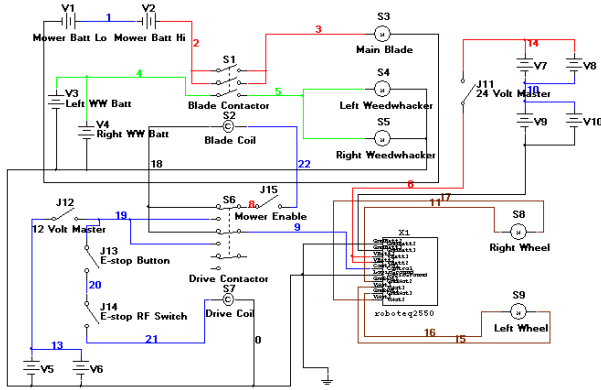 V1
1
V2
Mower Batt Lo
Mower Batt Hi
2
3
S3
Main Blade
14
V7
V8
V3
Left WW Batt
4
S1
Blade Contactor
5
S4
Left Weedwhacker
J11
24 Volt Master
10
V9
V10
V4
Right WW Batt
S2
Blade Coil
S5
Right Weedwhacker
18
22
6
17
11
J12
12 Volt Master
19
S6
8
J15
Mower Enable
9
X1
S8
Right Wheel
J13
E-stop Button
Drive Contactor
20
J14
E-stop RF Switch
S7
Drive Coil
roboteq2550
S9
Left Wheel
21
0
16
15
13
V5
V6